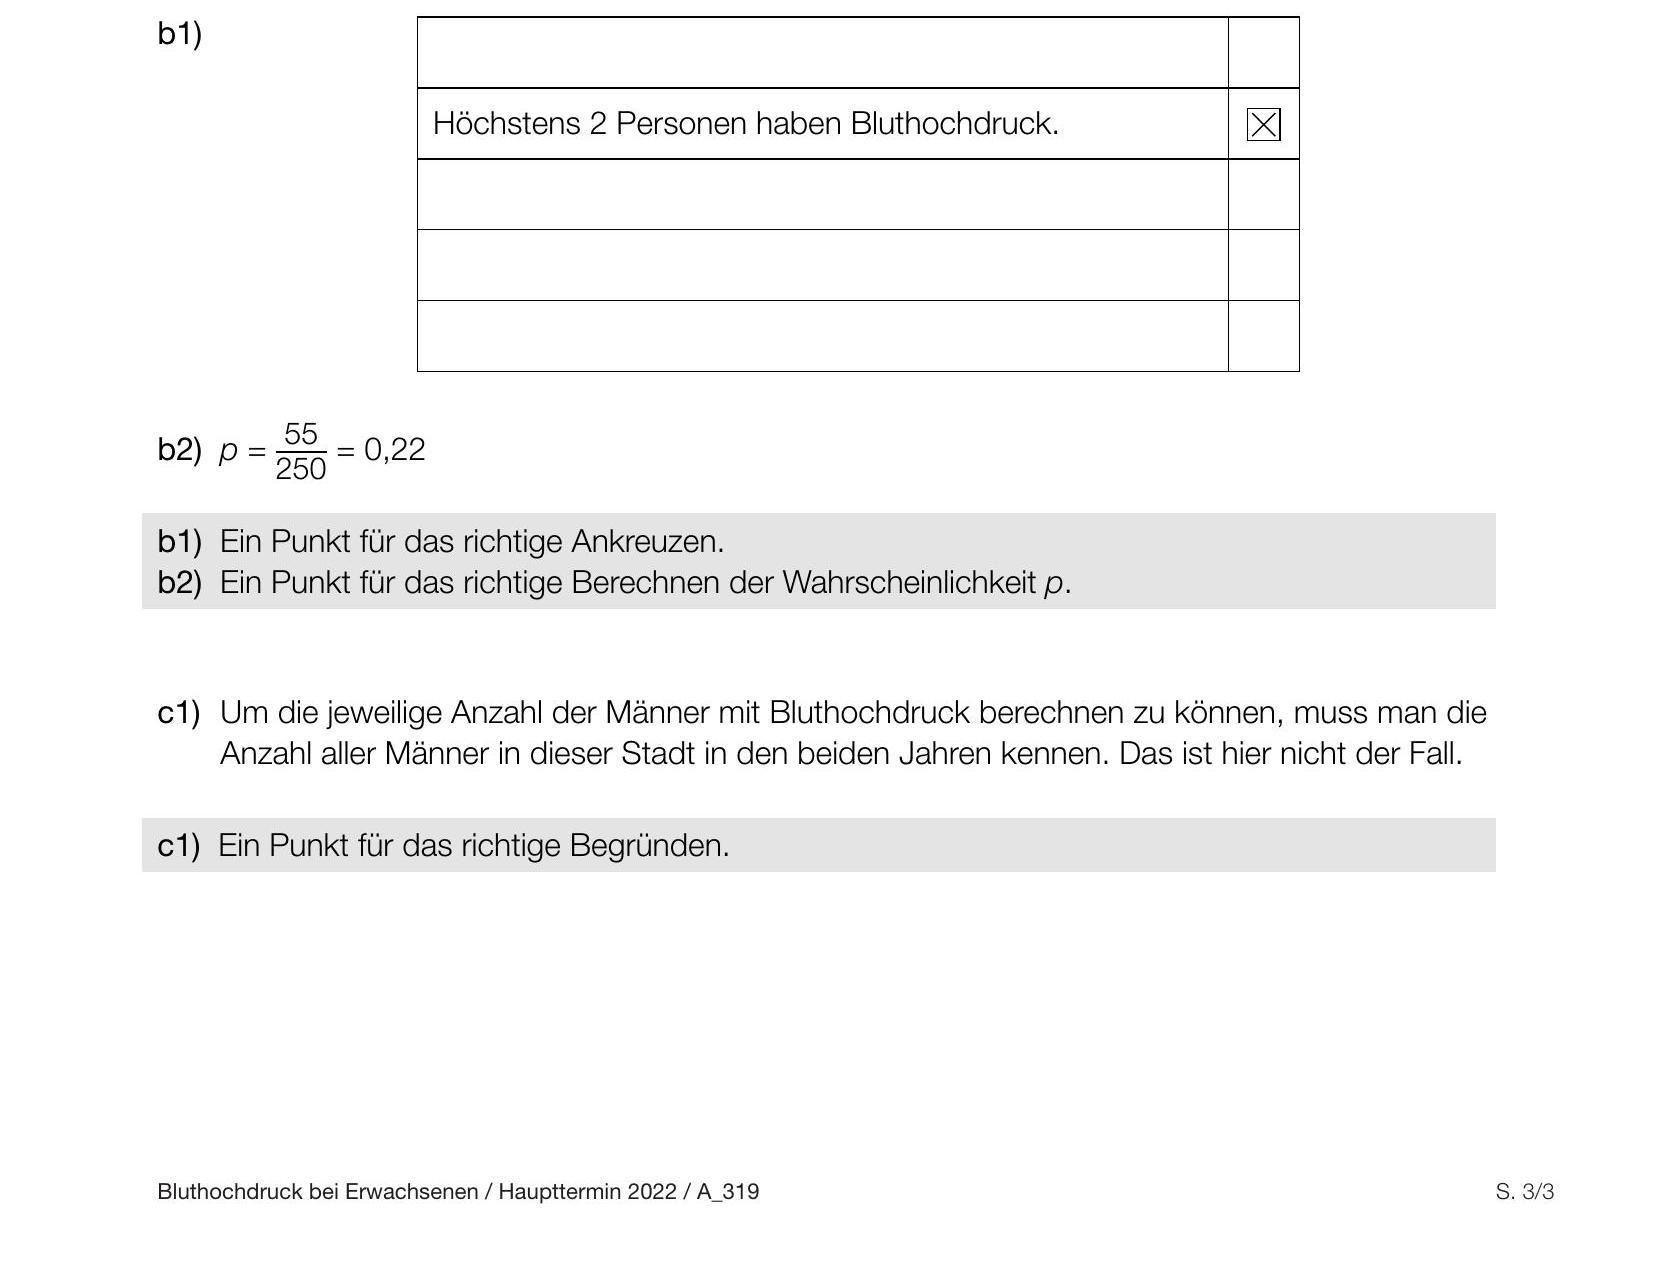 b1)
Höchstens 2 Personen haben Bluthochdruck. ☒
b2) p = 55/250 = 0,22
b1) Ein Punkt für das richtige Ankreuzen.
b2) Ein Punkt für das richtige Berechnen der Wahrscheinlichkeit p.
c1) Um die jeweilige Anzahl der Männer mit Bluthochdruck berechnen zu können, muss man die
Anzahl aller Männer in dieser Stadt in den beiden Jahren kennen. Das ist hier nicht der Fall.
c1) Ein Punkt für das richtige Begründen.
Bluthochdruck bei Erwachsenen / Haupttermin 2022 / A_319 S. 3/3